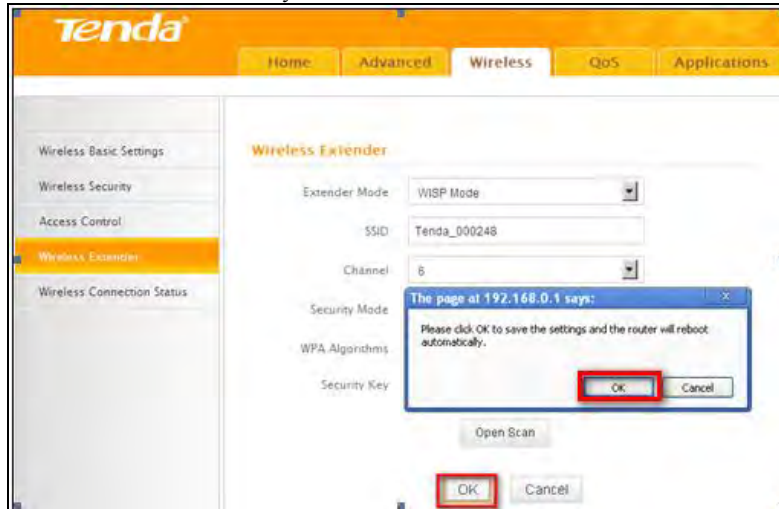 Tenda
Home Advanced Wireless QoS Applications
Wireless Basic Settings
Wireless Security
Access Control
Wireless Extender
Wireless Connection Status
Wireless Extender
Extender Mode WISP Mode
SSID Tenda_000248
Channel 6
Security Mode
WPA Algorithms
Security Key
The page at 192.168.0.1 says: X
Please click OK to save the settings and the router will reboot
automatically.
OK Cancel
Open Scan
OK Cancel